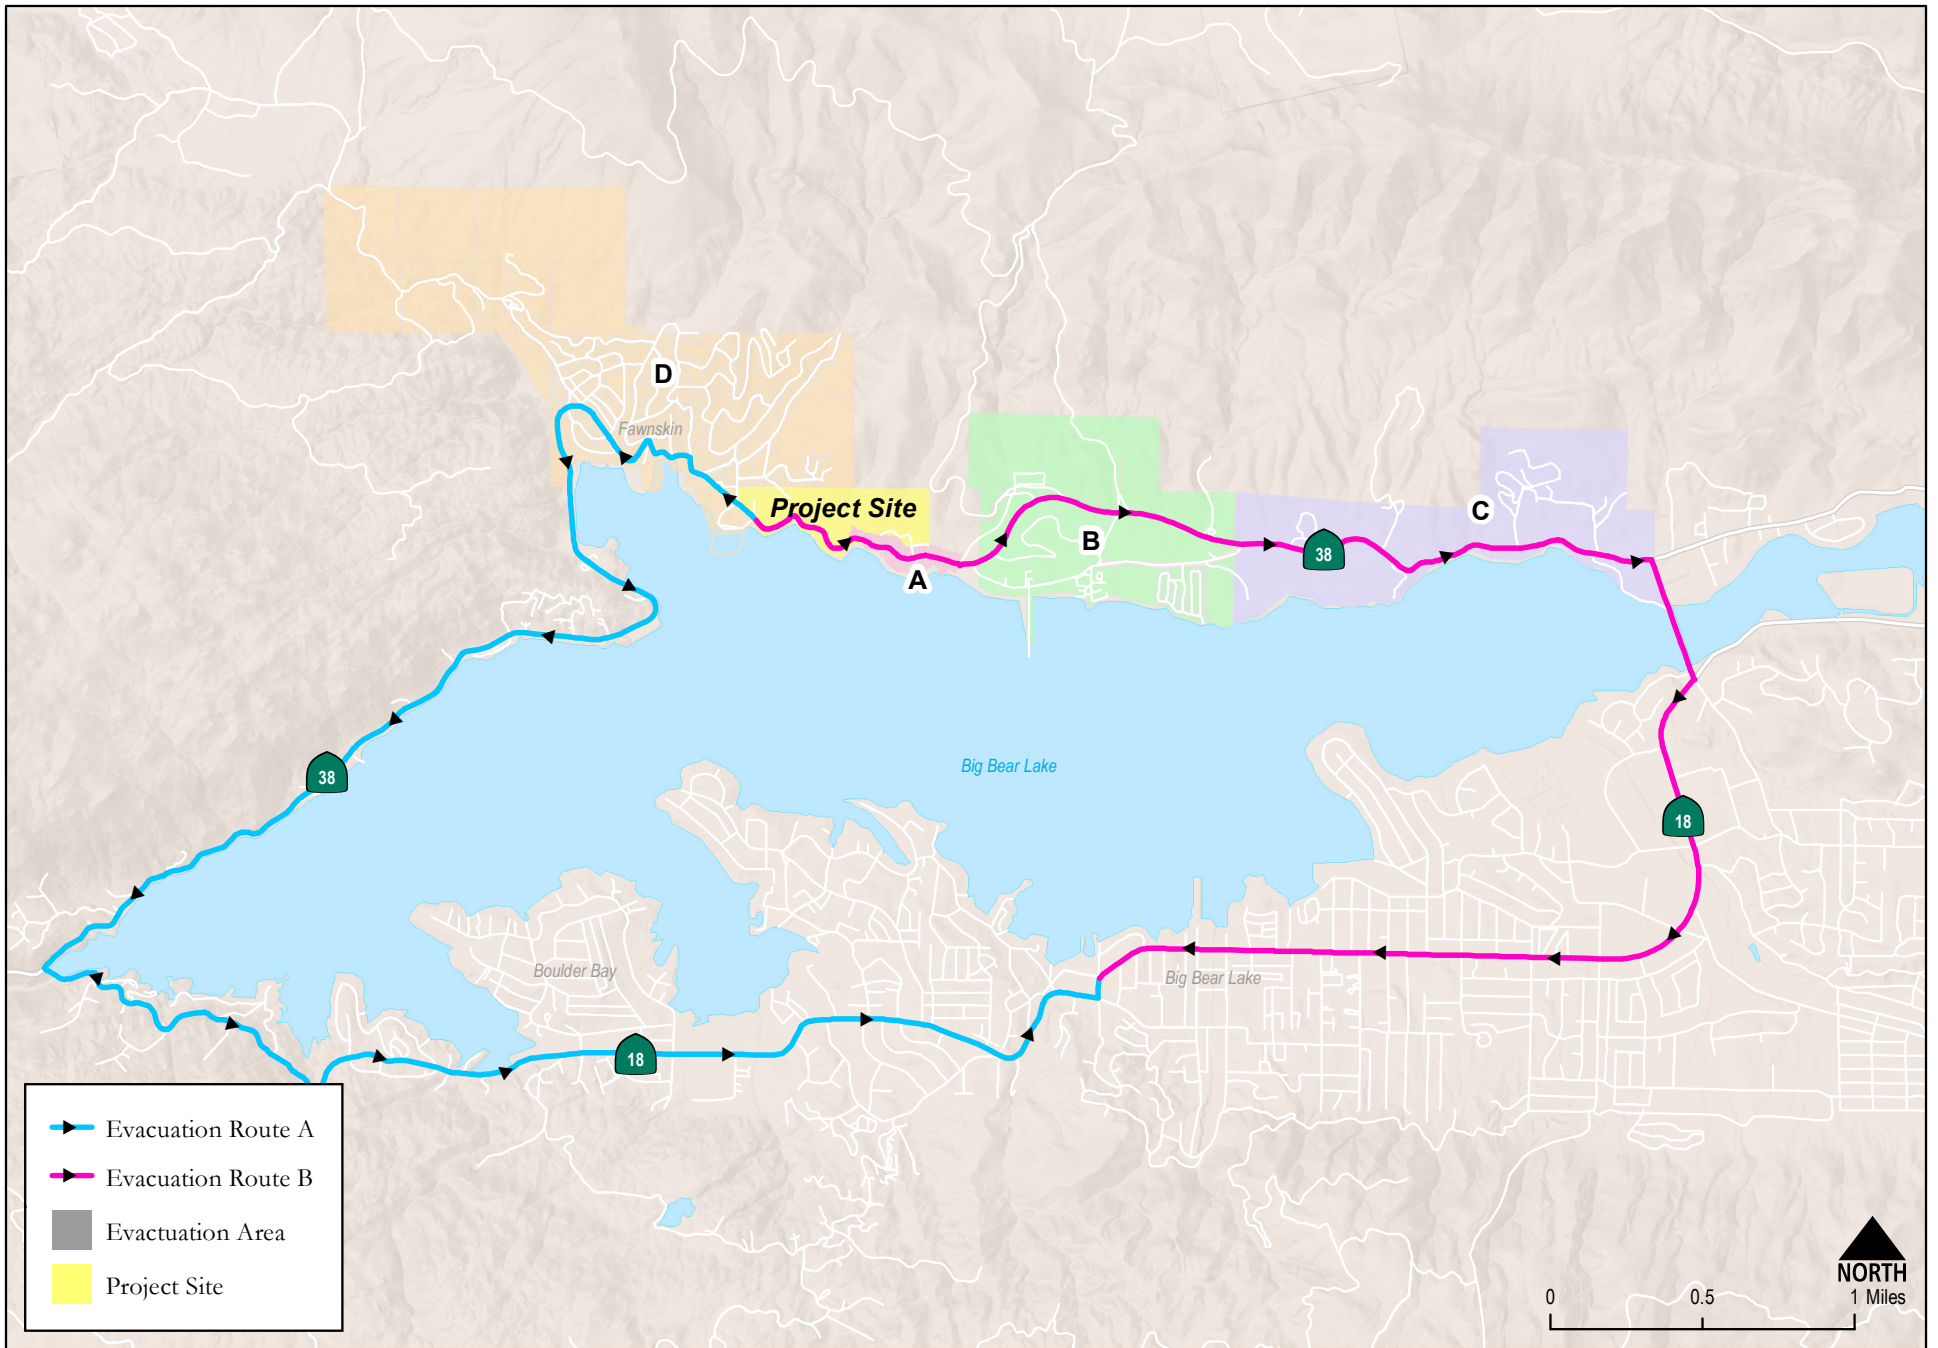 D
Fawnskin
Project Site
C
B
38
A
Big Bear Lake
38
18
Boulder Bay
Big Bear Lake
18
Evacuation Route A
Evacuation Route B
Evactuation Area
Project Site
NORTH
0 0.5 1 Miles